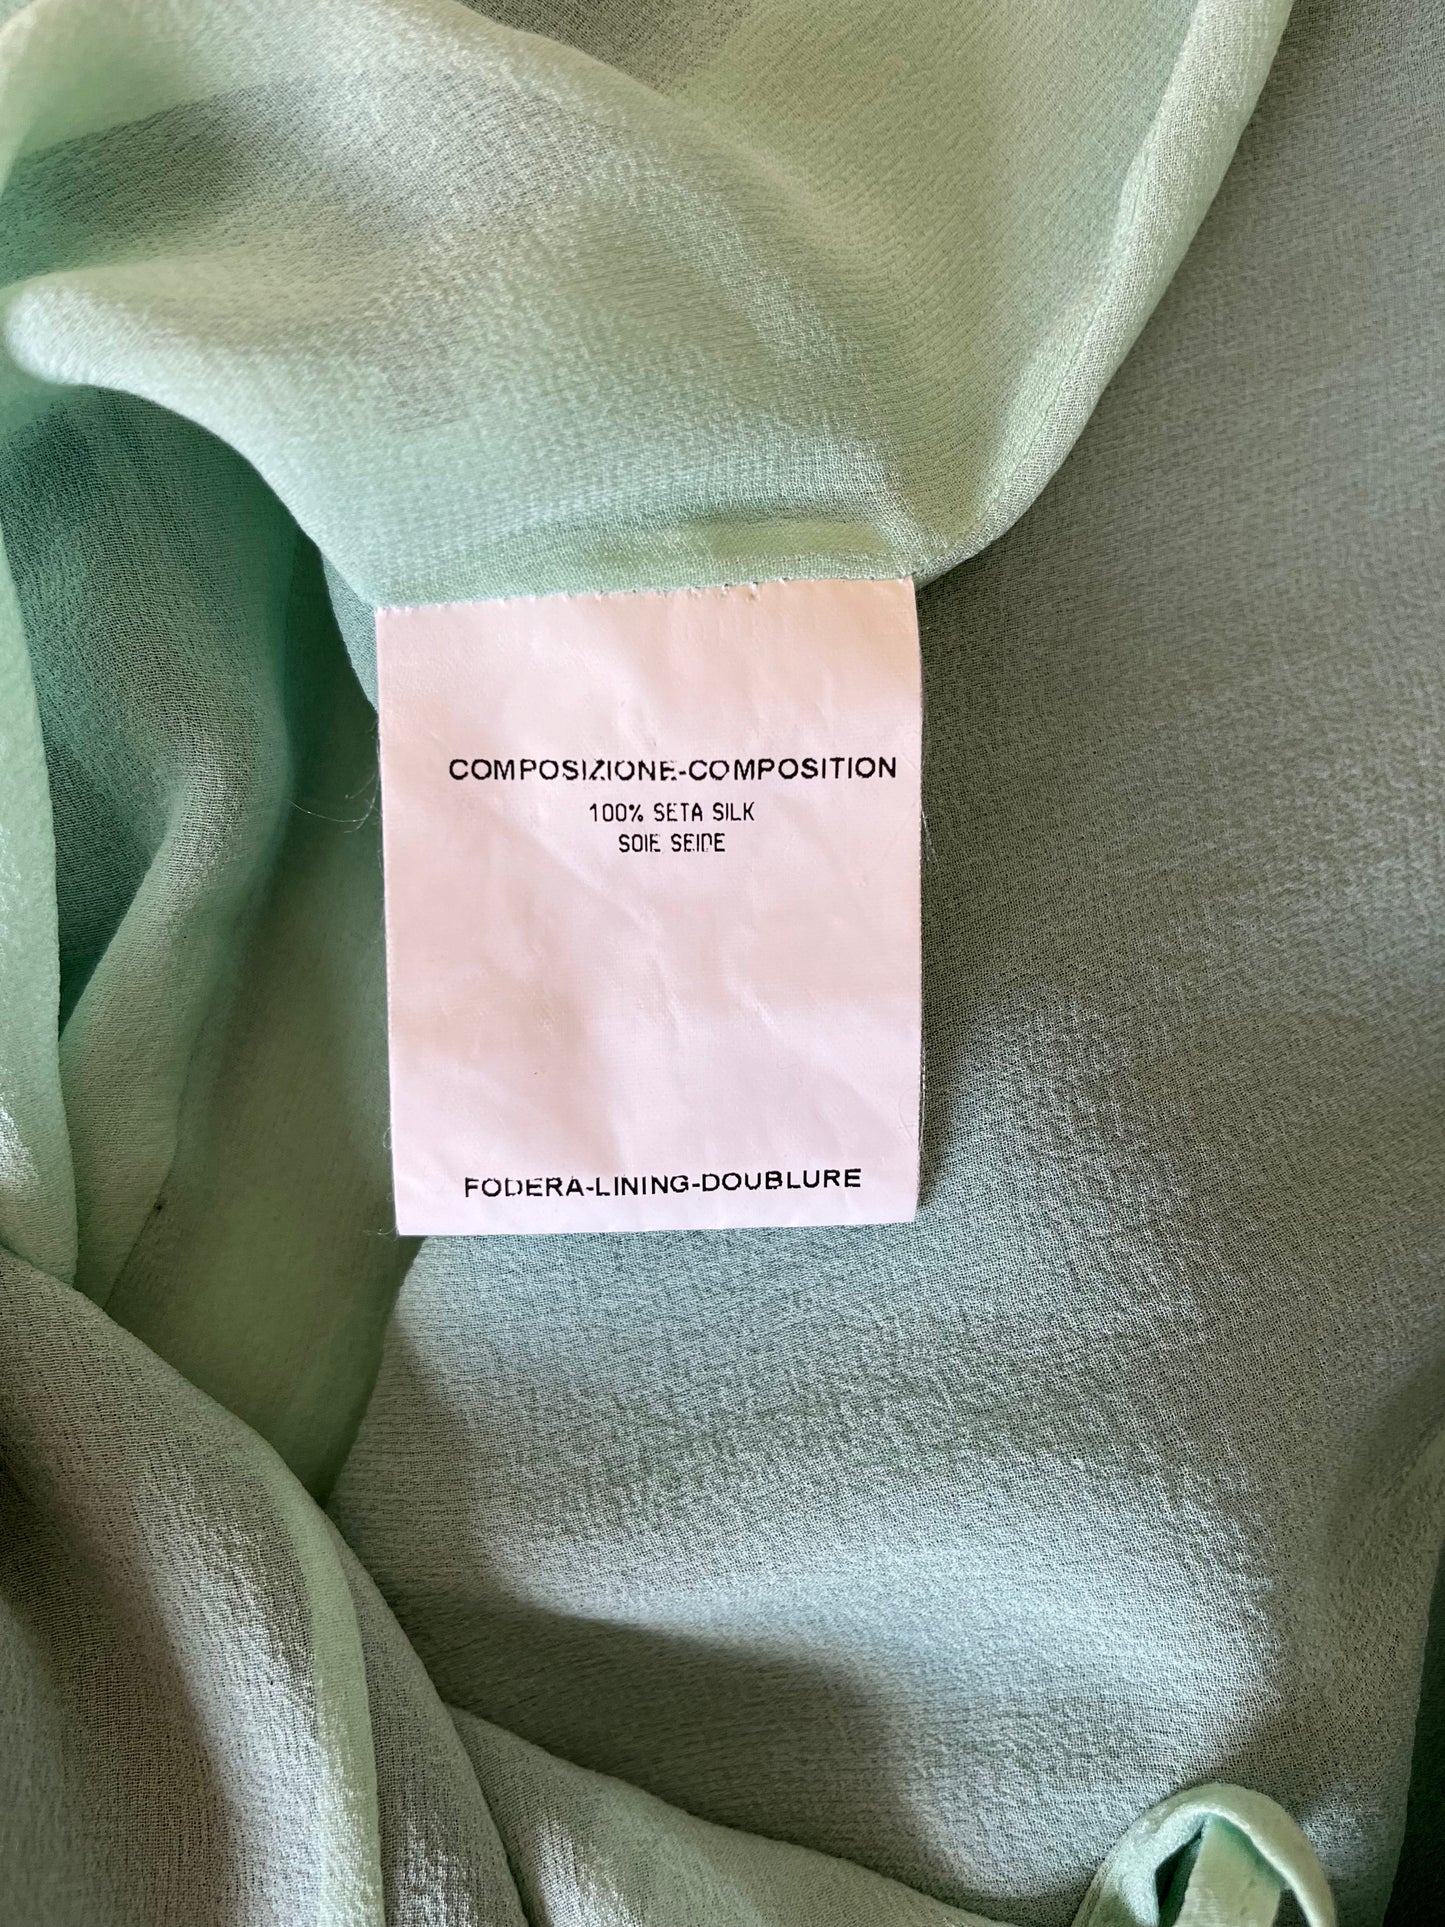 COMPOSIZIONE-COMPOSITION
100% SETA SILK
SOIE SEIDE
FODERA-LINING-DOUBLURE